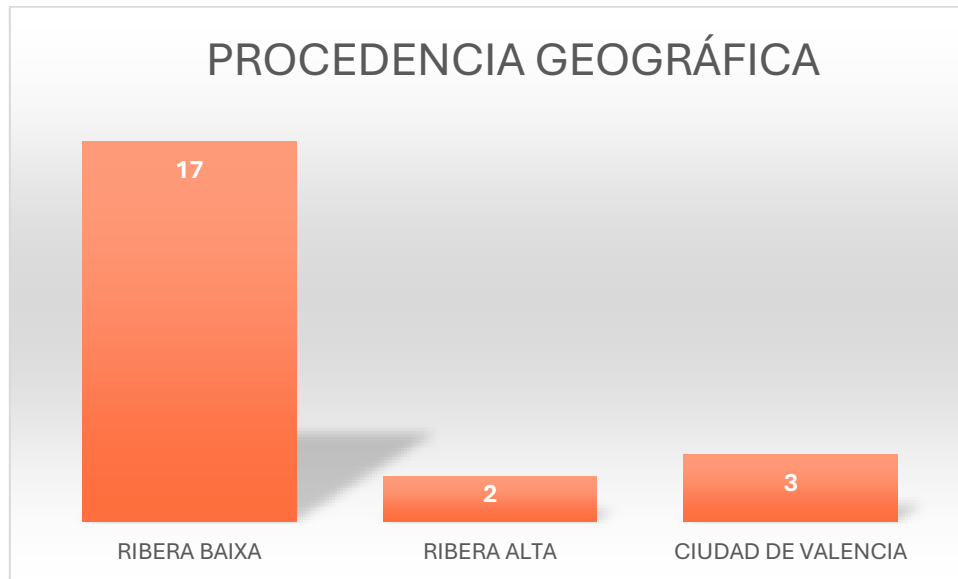 PROCEDENCIA GEOGRÁFICA
17
2
3
RIBERA BAIXA
RIBERA ALTA
CIUDAD DE VALENCIA